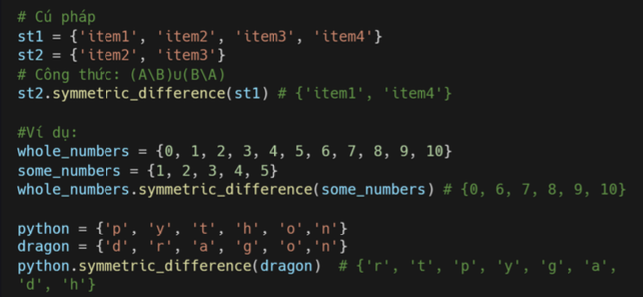 # Cú pháp
st1 = {'item1', 'item2', 'item3', 'item4'}
st2 = {'item2', 'item3'}
# Công thức: (A\B)∪(B\A)
st2.symmetric_difference(st1) # {'item1', 'item4'}
#Ví dụ:
whole_numbers = {0, 1, 2, 3, 4, 5, 6, 7, 8, 9, 10}
some_numbers = {1, 2, 3, 4, 5}
whole_numbers.symmetric_difference(some_numbers) # {0, 6, 7, 8, 9, 10}
python = {'p', 'y', 't', 'h', 'o','n'}
dragon = {'d', 'r', 'a', 'g', 'o','n'}
python.symmetric_difference(dragon)  # {'r', 't', 'p', 'y', 'g', 'a',
'd', 'h'}